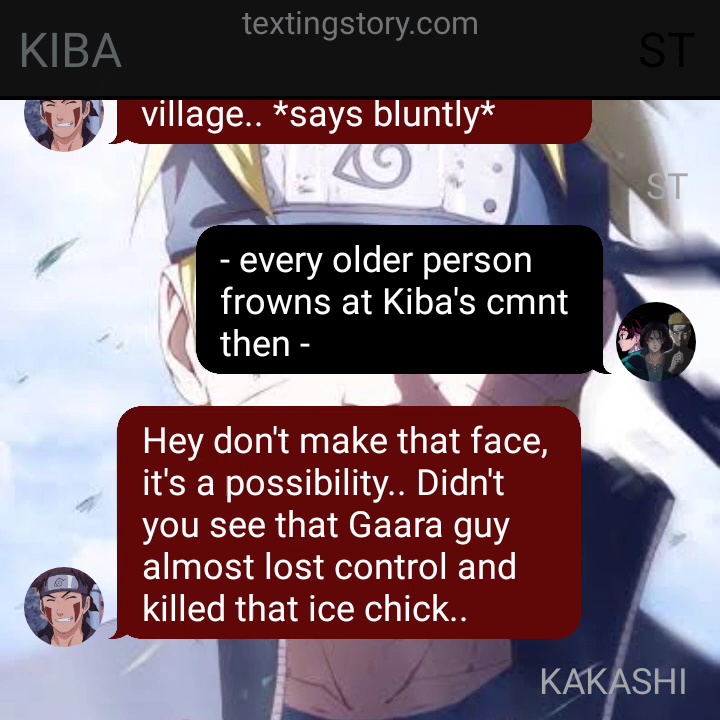 textingstory.com
KIBA
ST
village.. *says bluntly*
ST
- every older person
frowns at Kiba's cmnt
then -
Hey don't make that face,
it's a possibility.. Didn't
you see that Gaara guy
almost lost control and
killed that ice chick..
KAKASHI